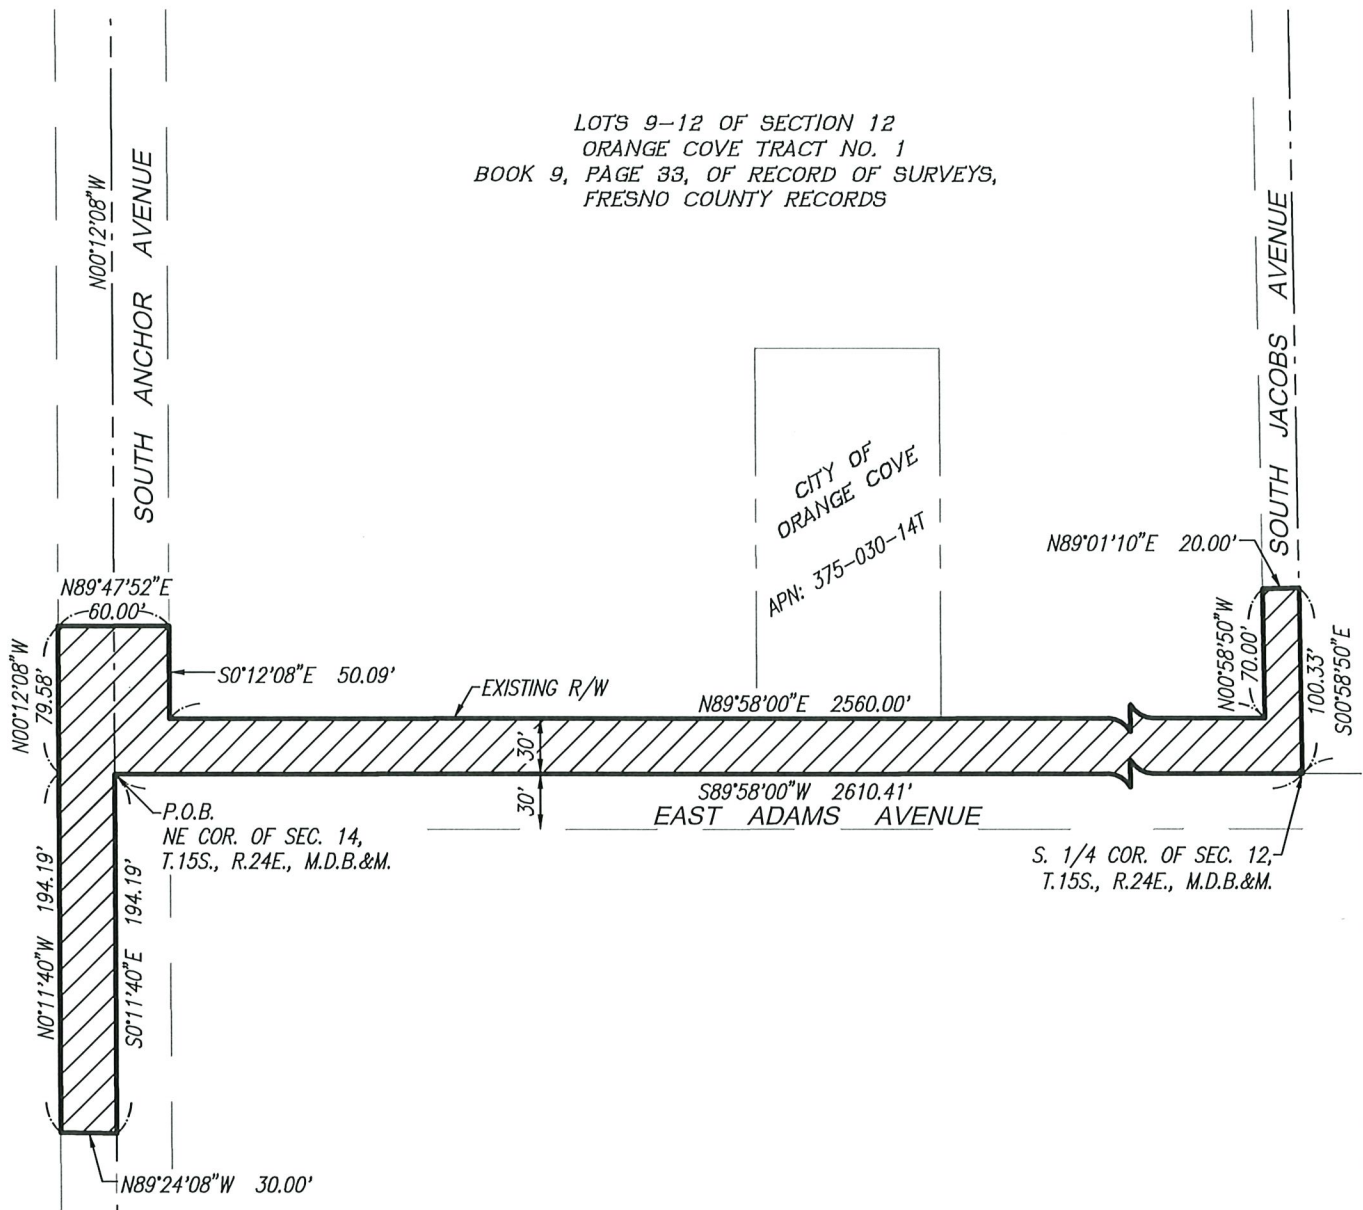 LOTS 9-12 OF SECTION 12
ORANGE COVE TRACT NO. 1
BOOK 9, PAGE 33, OF RECORD OF SURVEYS,
FRESNO COUNTY RECORDS
N00°12'08"W
SOUTH ANCHOR AVENUE
SOUTH JACOBS AVENUE
CITY OF
ORANGE COVE
APN: 375-030-14T
N89°01'10"E 20.00'
N89°47'52"E
60.00'
N00°12'08"W
79.58'
S0°12'08"E 50.09'
EXISTING R/W
N89°58'00"E 2560.00'
N00°58'50"W
70.00'
100.33'
S00°58'50"E
30'
30'
S89°58'00"W 2610.41'
EAST ADAMS AVENUE
P.O.B.
NE COR. OF SEC. 14,
T.15S., R.24E., M.D.B.&M.
S. 1/4 COR. OF SEC. 12,
T.15S., R.24E., M.D.B.&M.
N0°11'40"W 194.19'
S0°11'40"E 194.19'
N89°24'08"W 30.00'